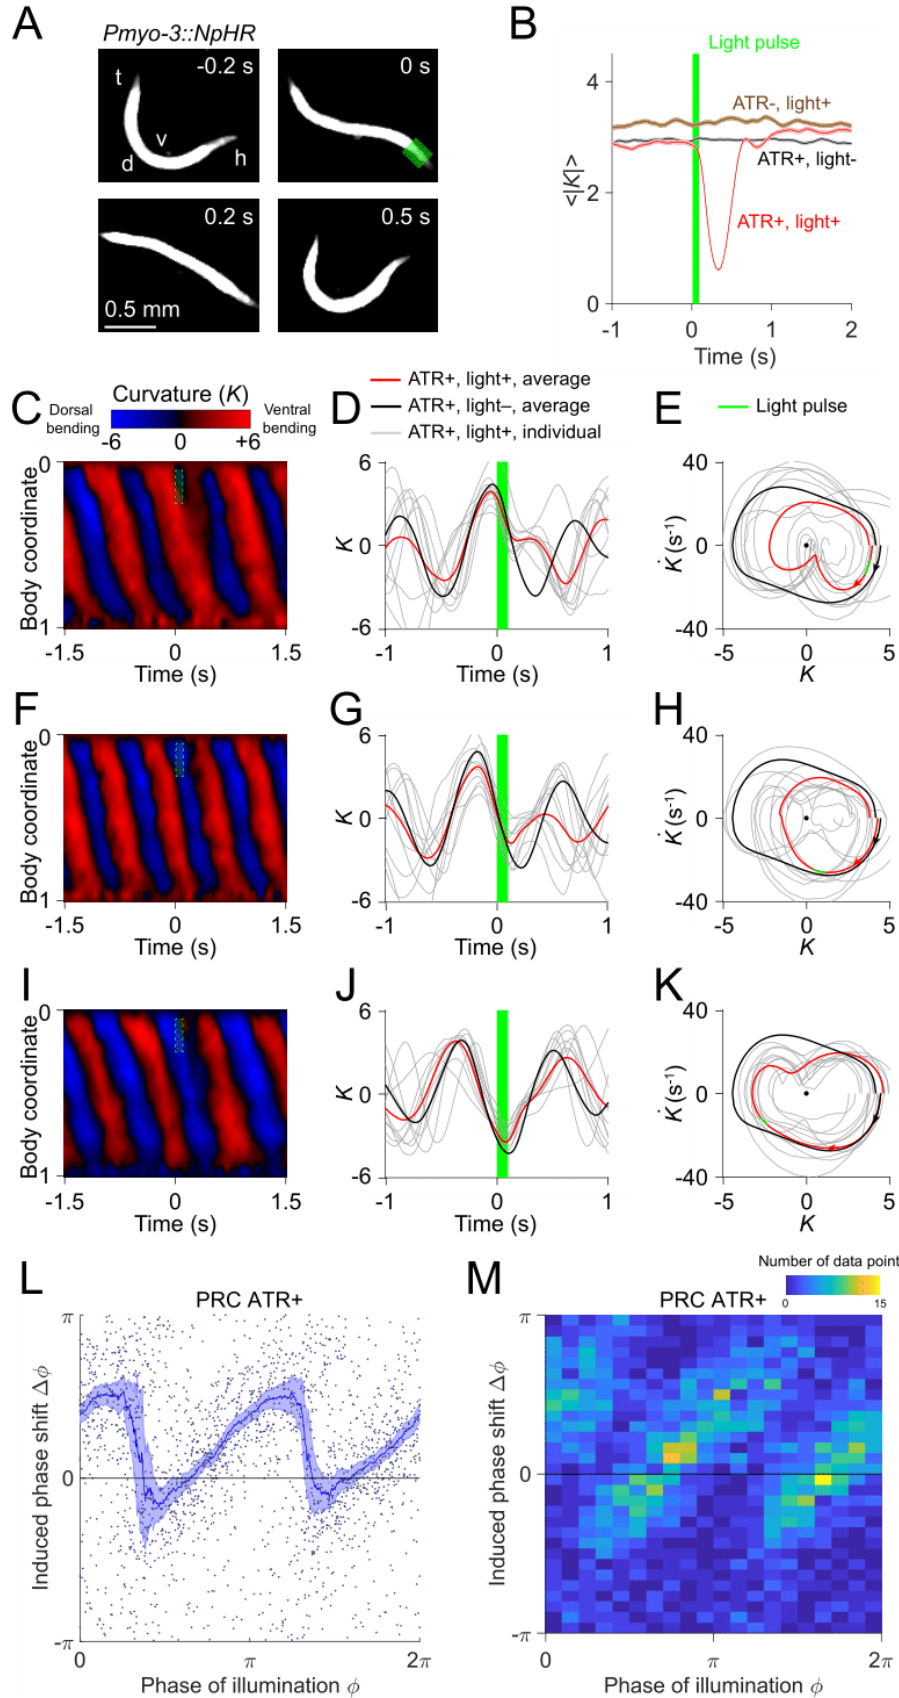 A
Pmyo-3::NpHR
-0.2 s
t
v
d
h
0 s
0.2 s
0.5 mm
0.5 s
B
Light pulse
4
2
0
<|K|>
ATR-, light+
ATR+, light-
ATR+, light+
-1 0 1 2
Time (s)
C
Dorsal bending
Curvature (K)
-6 0 +6
Ventral bending
0
Body coordinate
1
-1.5 0 1.5
Time (s)
D
ATR+, light+, average
ATR+, light–, average
ATR+, light+, individual
6
K
0
-6
-1 0 1
Time (s)
E
Light pulse
40
K̇ (s⁻¹)
0
-40
-5 0 5
K
F
0
Body coordinate
1
-1.5 0 1.5
Time (s)
G
6
K
0
-6
-1 0 1
Time (s)
H
40
K̇ (s⁻¹)
0
-40
-5 0 5
K
I
0
Body coordinate
1
-1.5 0 1.5
Time (s)
J
6
K
0
-6
-1 0 1
Time (s)
K
40
K̇ (s⁻¹)
0
-40
-5 0 5
K
L
PRC ATR+
π
Induced phase shift Δϕ
0
-π
0 π 2π
Phase of illumination ϕ
M
Number of data point
0 15
PRC ATR+
π
Induced phase shift Δϕ
0
-π
0 π 2π
Phase of illumination ϕ